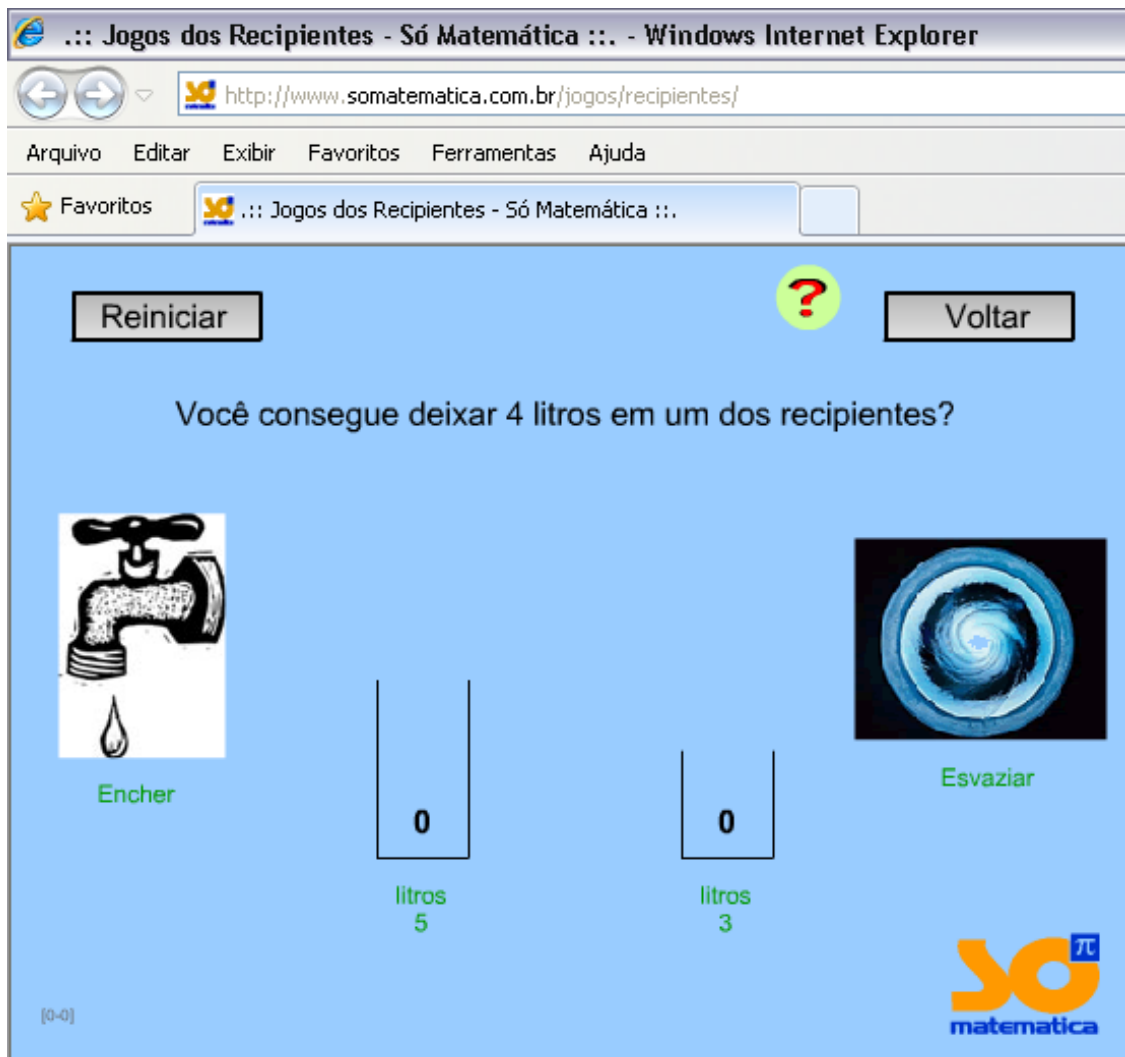 .:: Jogos dos Recipientes - Só Matemática ::. - Windows Internet Explorer
http://www.somatematica.com.br/jogos/recipientes/
Arquivo Editar Exibir Favoritos Ferramentas Ajuda
Favoritos .:: Jogos dos Recipientes - Só Matemática ::.
Reiniciar ? Voltar
Você consegue deixar 4 litros em um dos recipientes?
Encher
Esvaziar
0 0
litros litros
5 3
[0-0]
SO π
matematica